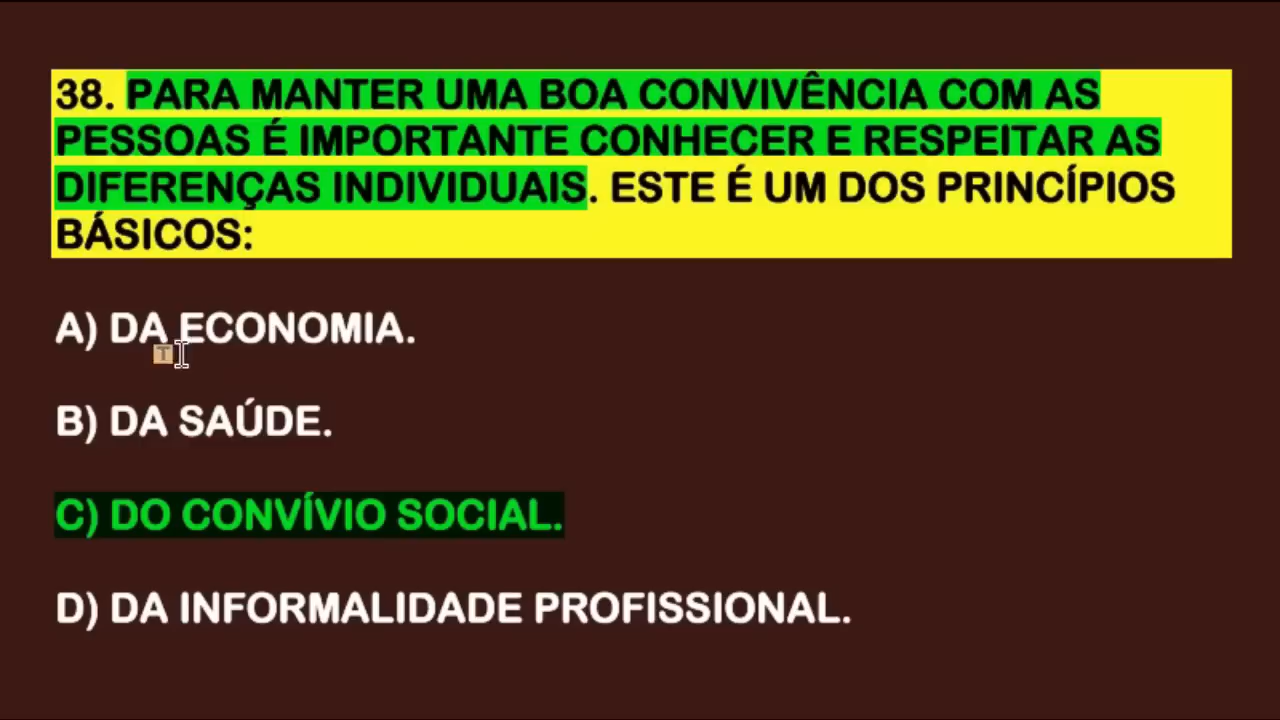 38. PARA MANTER UMA BOA CONVIVÊNCIA COM AS
PESSOAS É IMPORTANTE CONHECER E RESPEITAR AS
DIFERENÇAS INDIVIDUAIS. ESTE É UM DOS PRINCÍPIOS
BÁSICOS:
A) DA ECONOMIA.
T
B) DA SAÚDE.
C) DO CONVÍVIO SOCIAL.
D) DA INFORMALIDADE PROFISSIONAL.